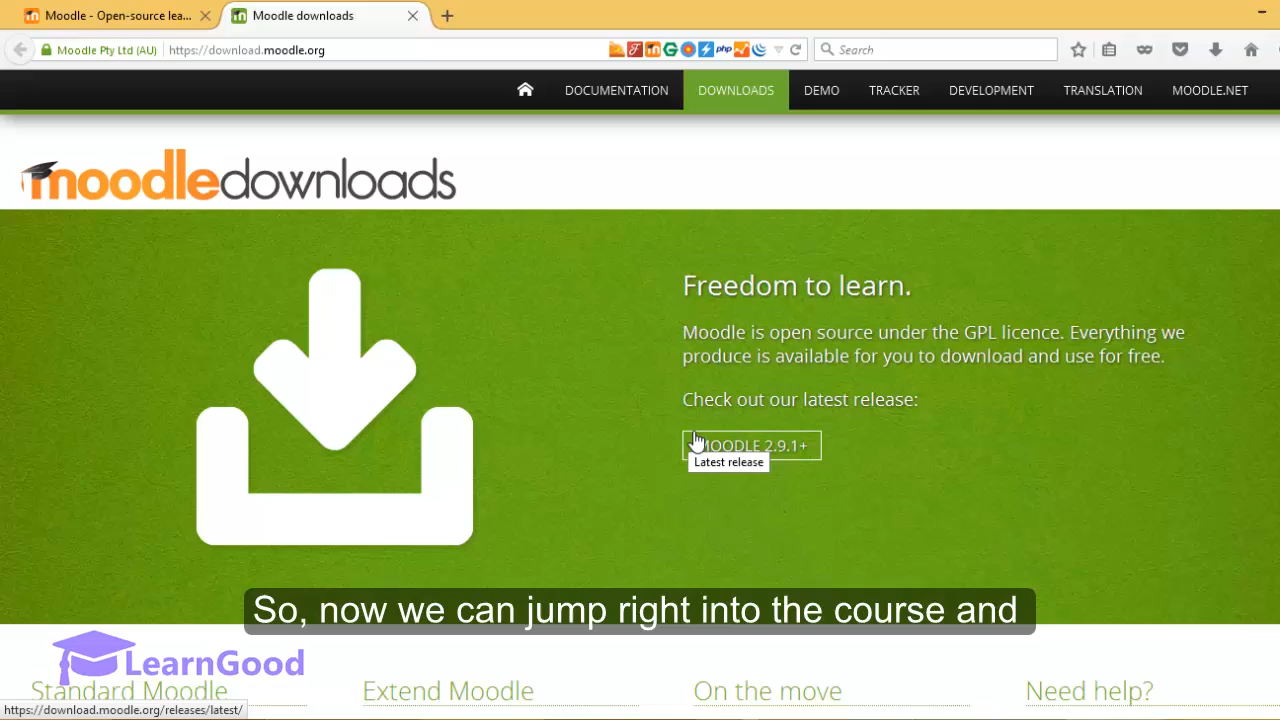 Moodle - Open-source lea...
Moodle downloads
Moodle Pty Ltd (AU)
https://download.moodle.org
php
Search
DOCUMENTATION
DOWNLOADS
DEMO
TRACKER
DEVELOPMENT
TRANSLATION
MOODLE.NET
moodledownloads
Freedom to learn.
Moodle is open source under the GPL licence. Everything we
produce is available for you to download and use for free.
Check out our latest release:
MOODLE 2.9.1+
Latest release
So, now we can jump right into the course and
LearnGood
Standard Moodle
Extend Moodle
On the move
Need help?
https://download.moodle.org/releases/latest/